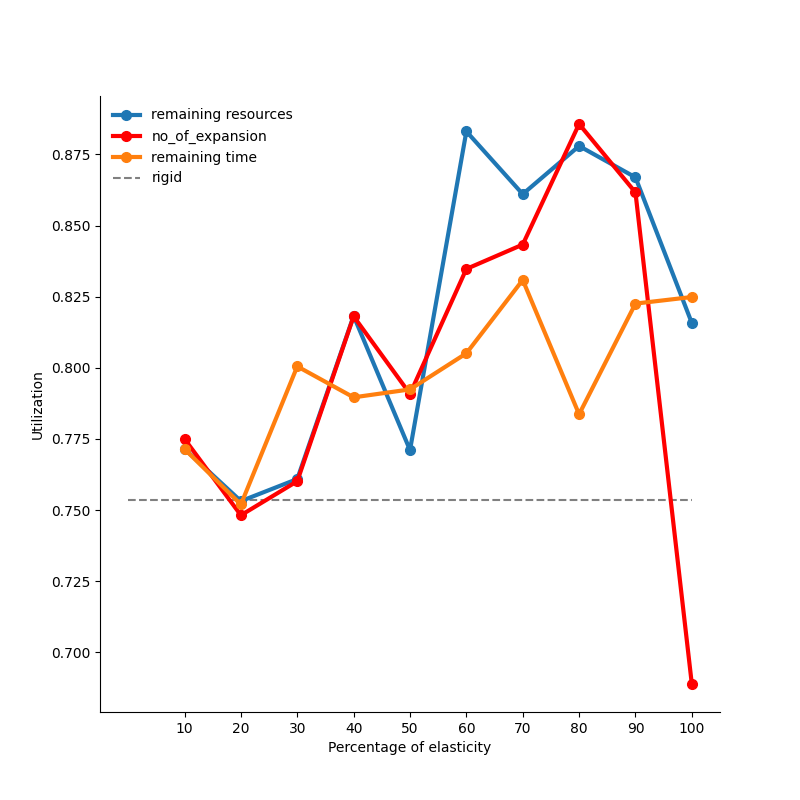 remaining resources
no_of_expansion
remaining time
rigid
0.875
0.850
0.825
0.800
0.775
0.750
0.725
0.700
Utilization
10 20 30 40 50 60 70 80 90 100
Percentage of elasticity